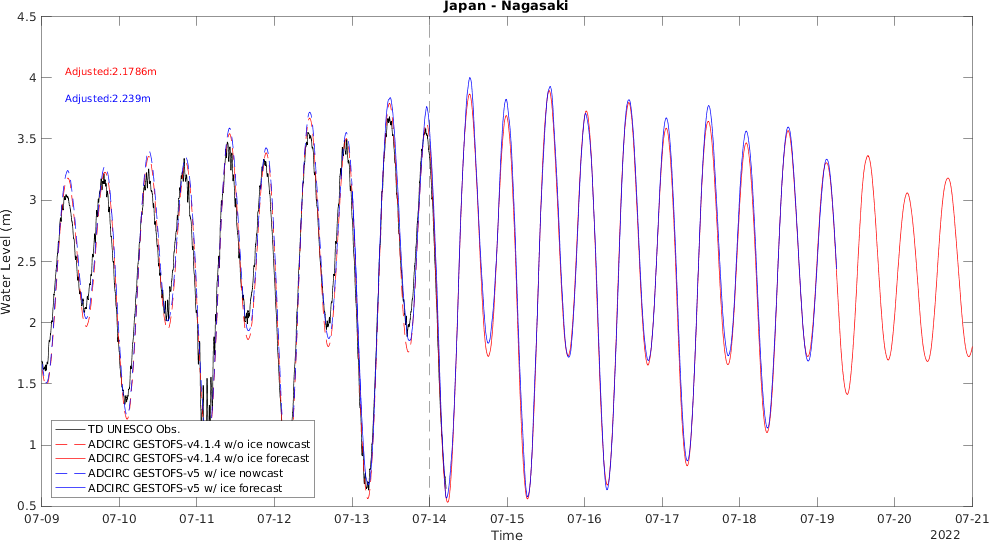 Japan - Nagasaki
4.5
4
3.5
3
2.5
2
1.5
1
0.5
Water Level (m)
Adjusted:2.1786m
Adjusted:2.239m
TD UNESCO Obs.
ADCIRC GESTOFS-v4.1.4 w/o ice nowcast
ADCIRC GESTOFS-v4.1.4 w/o ice forecast
ADCIRC GESTOFS-v5 w/ ice nowcast
ADCIRC GESTOFS-v5 w/ ice forecast
07-09 07-10 07-11 07-12 07-13 07-14 07-15 07-16 07-17 07-18 07-19 07-20 07-21
Time
2022